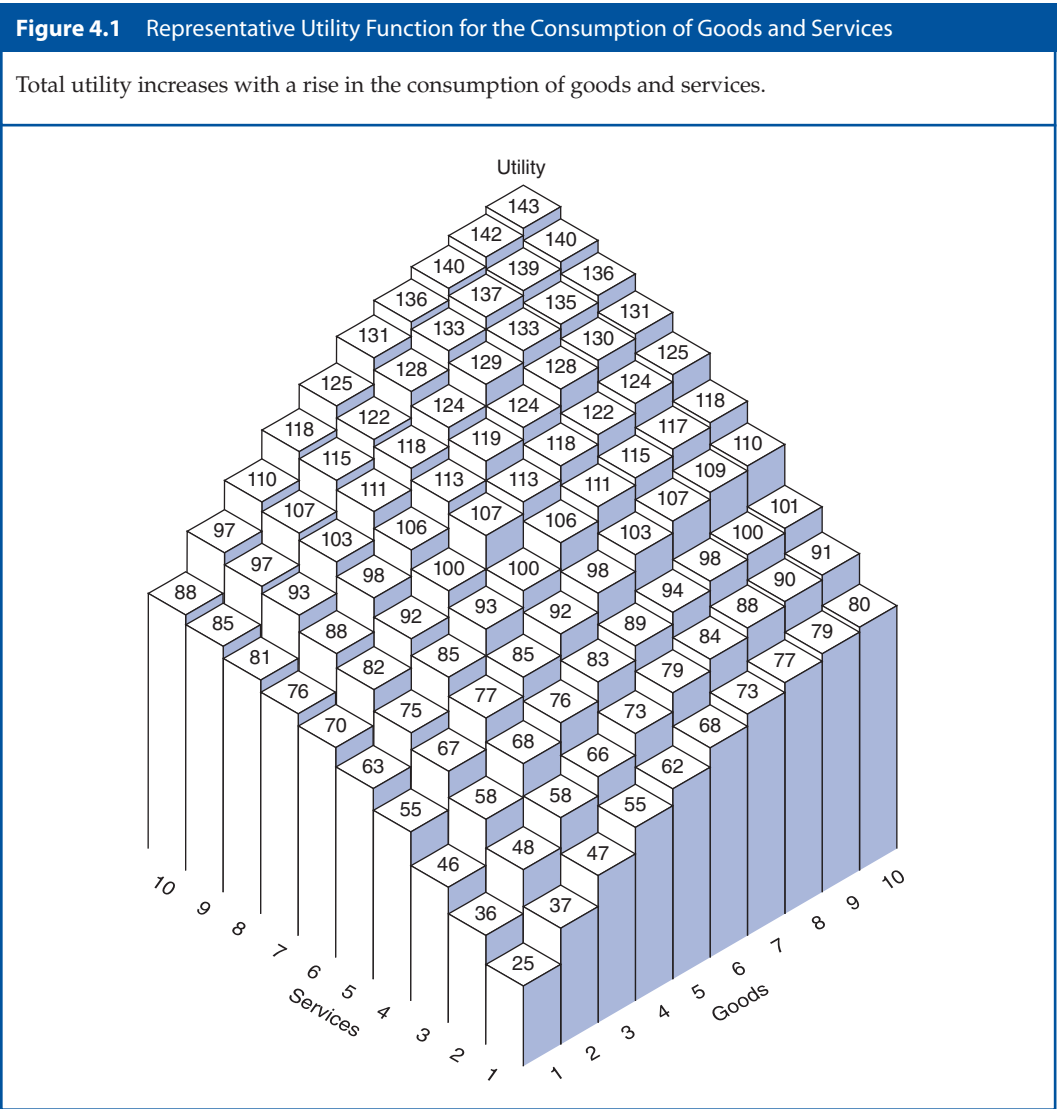 Figure 4.1 Representative Utility Function for the Consumption of Goods and Services
Total utility increases with a rise in the consumption of goods and services.
Utility
143
142 140
140 139 136
136 137 135 131
131 133 133 130 125
125 128 129 128 124 118
118 122 124 124 122 117 110
110 115 118 119 118 115 109 101
97 107 111 113 113 111 107 100 91
88 97 103 106 107 106 103 98 90 80
85 93 98 100 100 98 94 88 79
81 88 92 93 92 89 84 77
76 82 85 85 83 79 73
70 75 77 76 73 68
63 67 68 66 62
55 58 58 55
46 48 47
36 37
25
10 9 8 7 6 5 4 3 2 1
Services
1 2 3 4 5 6 7 8 9 10
Goods